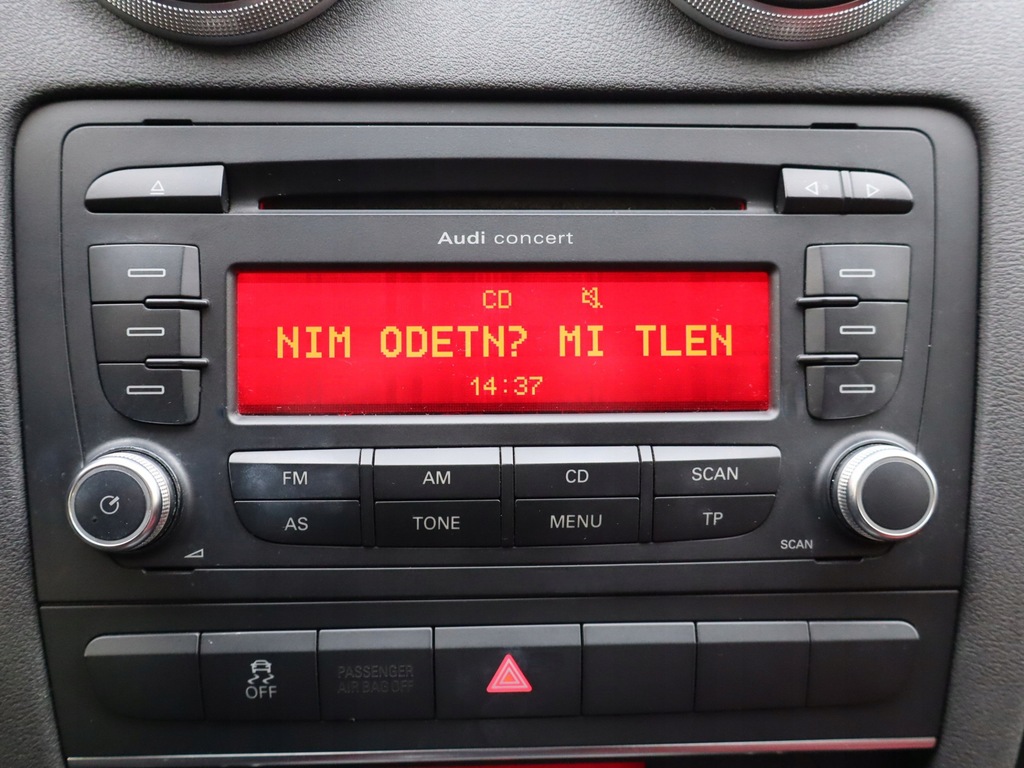 Audi concert
CD
NIM ODETN? MI TLEN
14:37
FM AM CD SCAN
AS TONE MENU TP
SCAN
OFF
PASSENGER
AIR BAG OFF